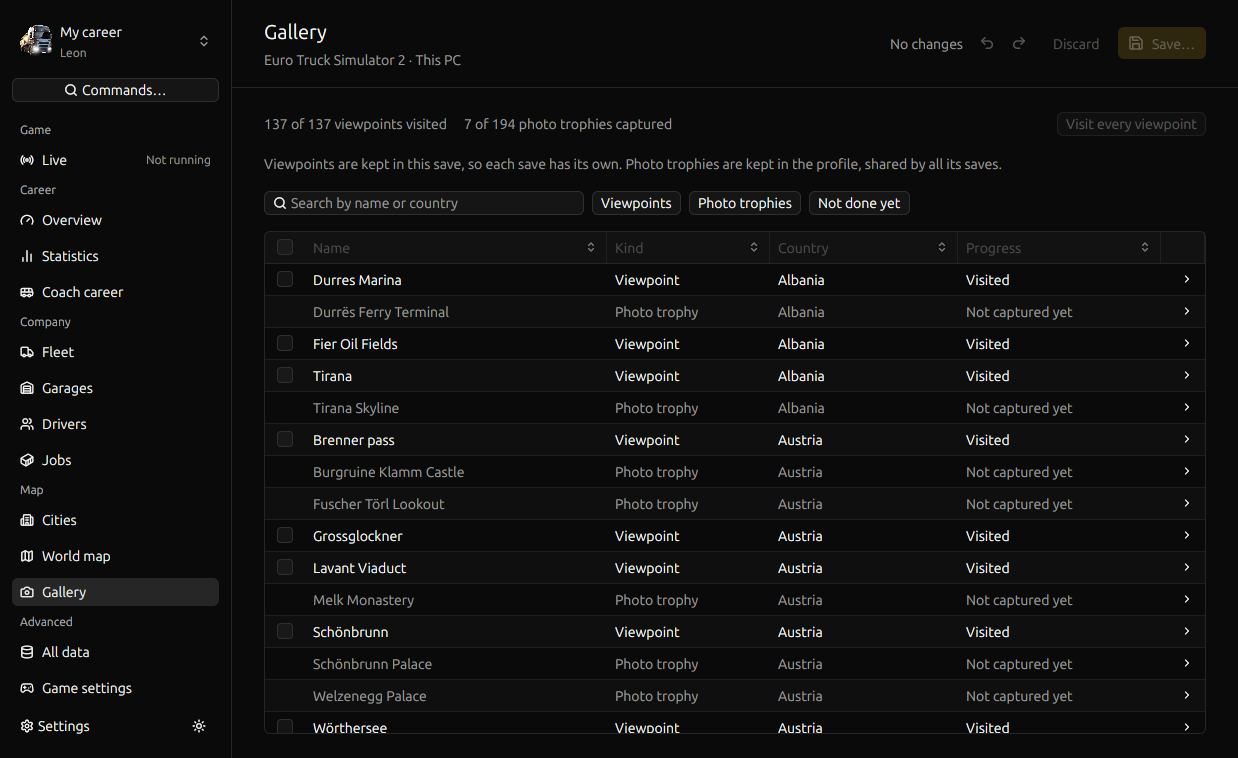 My career
Leon
Commands…
Game
Live Not running
Career
Overview
Statistics
Coach career
Company
Fleet
Garages
Drivers
Jobs
Map
Cities
World map
Gallery
Advanced
All data
Game settings
Settings
Gallery
Euro Truck Simulator 2 · This PC
No changes Discard Save…
137 of 137 viewpoints visited 7 of 194 photo trophies captured Visit every viewpoint
Viewpoints are kept in this save, so each save has its own. Photo trophies are kept in the profile, shared by all its saves.
Search by name or country Viewpoints Photo trophies Not done yet
Name Kind Country Progress
Durres Marina Viewpoint Albania Visited
Durrës Ferry Terminal Photo trophy Albania Not captured yet
Fier Oil Fields Viewpoint Albania Visited
Tirana Viewpoint Albania Visited
Tirana Skyline Photo trophy Albania Not captured yet
Brenner pass Viewpoint Austria Visited
Burgruine Klamm Castle Photo trophy Austria Not captured yet
Fuscher Törl Lookout Photo trophy Austria Not captured yet
Grossglockner Viewpoint Austria Visited
Lavant Viaduct Viewpoint Austria Visited
Melk Monastery Photo trophy Austria Not captured yet
Schönbrunn Viewpoint Austria Visited
Schönbrunn Palace Photo trophy Austria Not captured yet
Welzenegg Palace Photo trophy Austria Not captured yet
Wörthersee Viewpoint Austria Visited